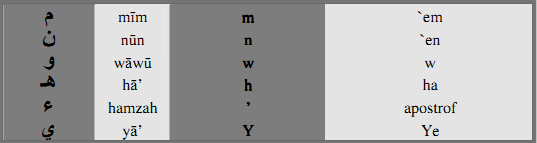 م mīm m `em
ن nūn n `en
و wāwū w w
هـ hā’ h ha
ء hamzah ’ apostrof
ي yā’ Y Ye